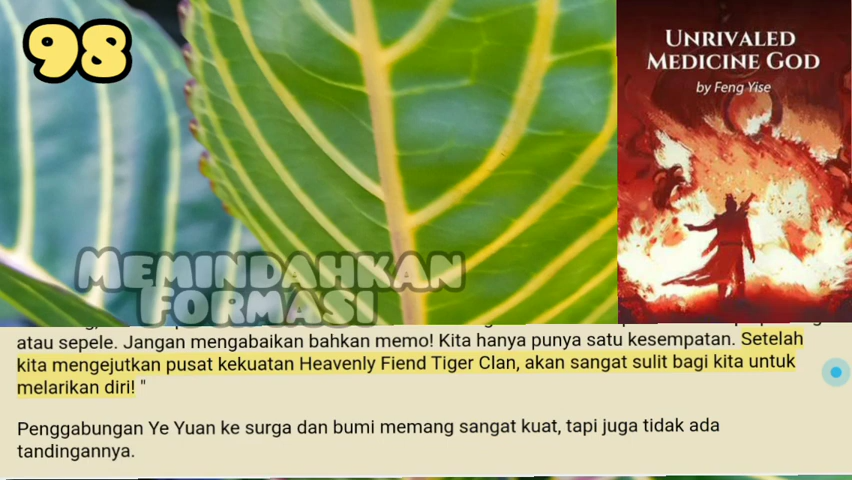 98
UNRIVALED
MEDICINE GOD
by Feng Yise
MEMINDAHKAN
FORMASI
atau sepele. Jangan mengabaikan bahkan memo! Kita hanya punya satu kesempatan. Setelah
kita mengejutkan pusat kekuatan Heavenly Fiend Tiger Clan, akan sangat sulit bagi kita untuk
melarikan diri! "
Penggabungan Ye Yuan ke surga dan bumi memang sangat kuat, tapi juga tidak ada
tandingannya.